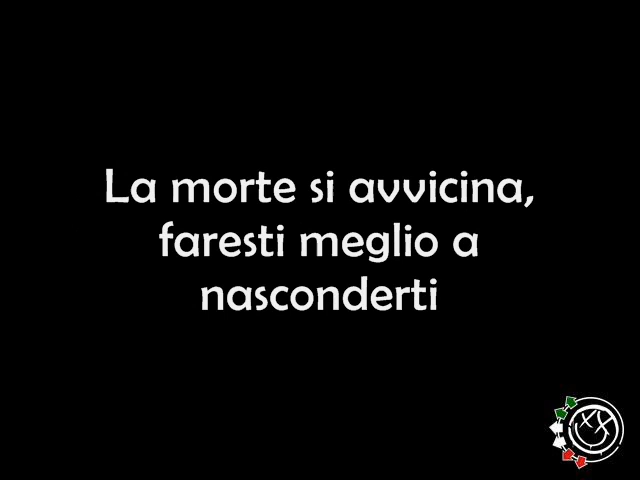 La morte si avvicina,
faresti meglio a
nasconderti